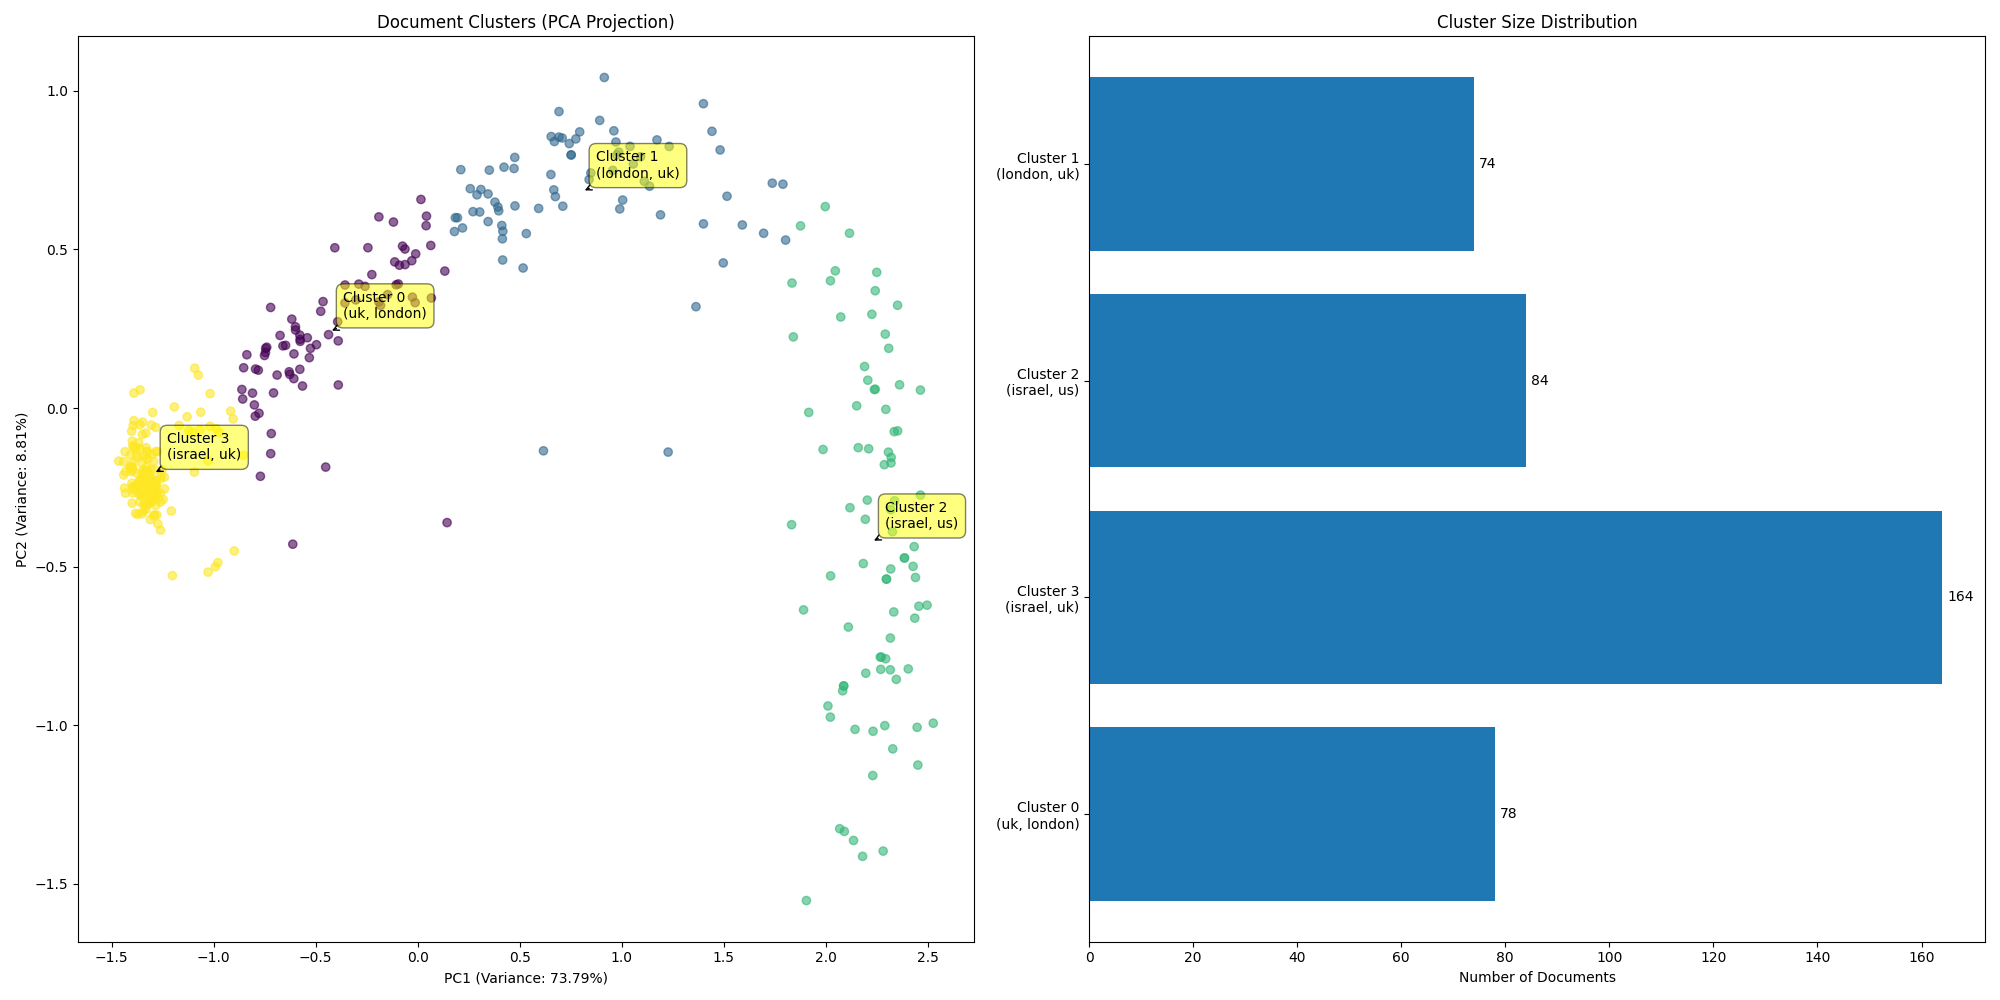 Document Clusters (PCA Projection)
1.0
0.5
0.0
−0.5
−1.0
−1.5
PC2 (Variance: 8.81%)
Cluster 1
(london, uk)
Cluster 0
(uk, london)
Cluster 3
(israel, uk)
Cluster 2
(israel, us)
−1.5
−1.0
−0.5
0.0
0.5
1.0
1.5
2.0
2.5
PC1 (Variance: 73.79%)
Cluster Size Distribution
Cluster 1
(london, uk)
74
Cluster 2
(israel, us)
84
Cluster 3
(israel, uk)
164
Cluster 0
(uk, london)
78
0
20
40
60
80
100
120
140
160
Number of Documents